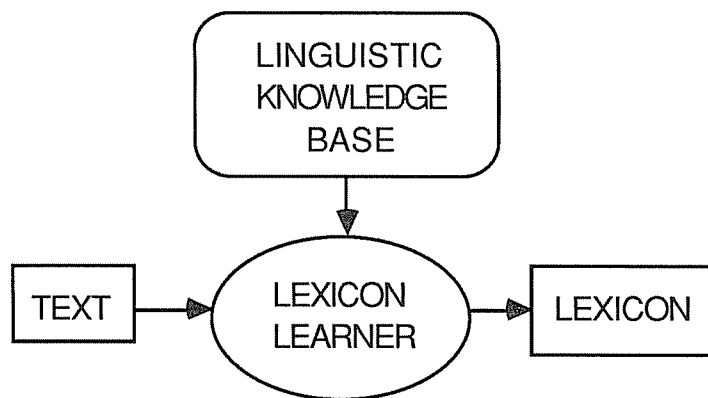 LINGUISTIC
KNOWLEDGE
BASE
TEXT
LEXICON
LEARNER
LEXICON